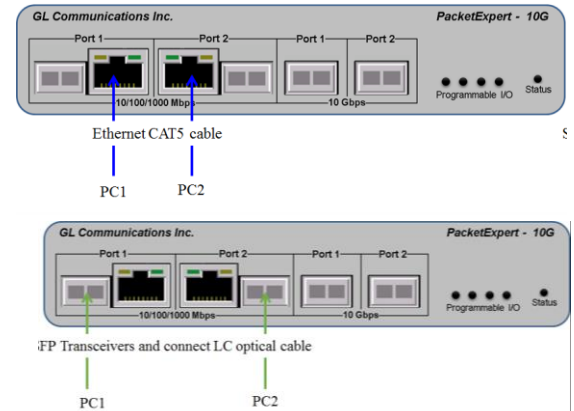 GL Communications Inc. PacketExpert - 10G
Port 1 Port 2 Port 1 Port 2
10/100/1000 Mbps 10 Gbps Programmable I/O Status
Ethernet CAT5 cable S
PC1 PC2
GL Communications Inc. PacketExpert - 10G
Port 1 Port 2 Port 1 Port 2
10/100/1000 Mbps 10 Gbps Programmable I/O Status
SFP Transceivers and connect LC optical cable
PC1 PC2